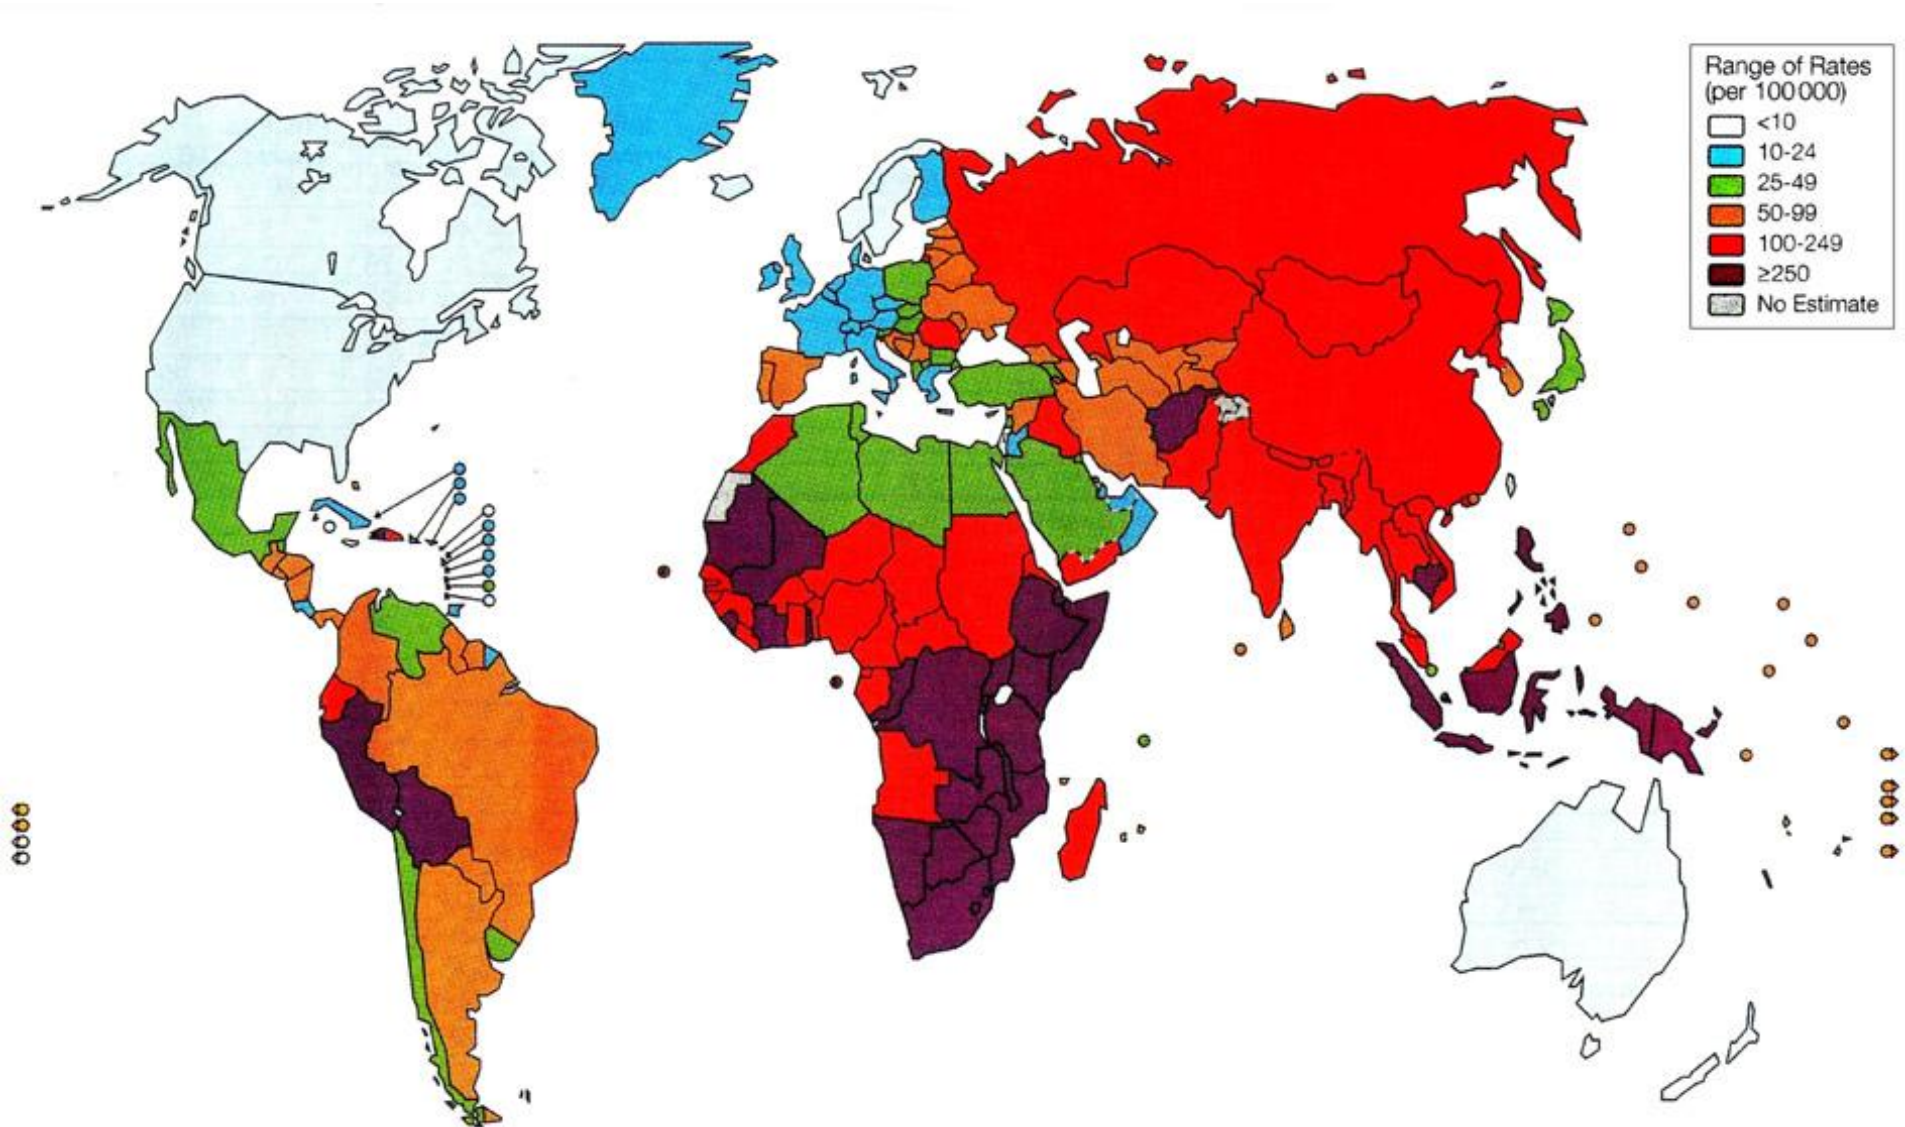 Range of Rates
(per 100 000)
<10
10-24
25-49
50-99
100-249
≥250
No Estimate